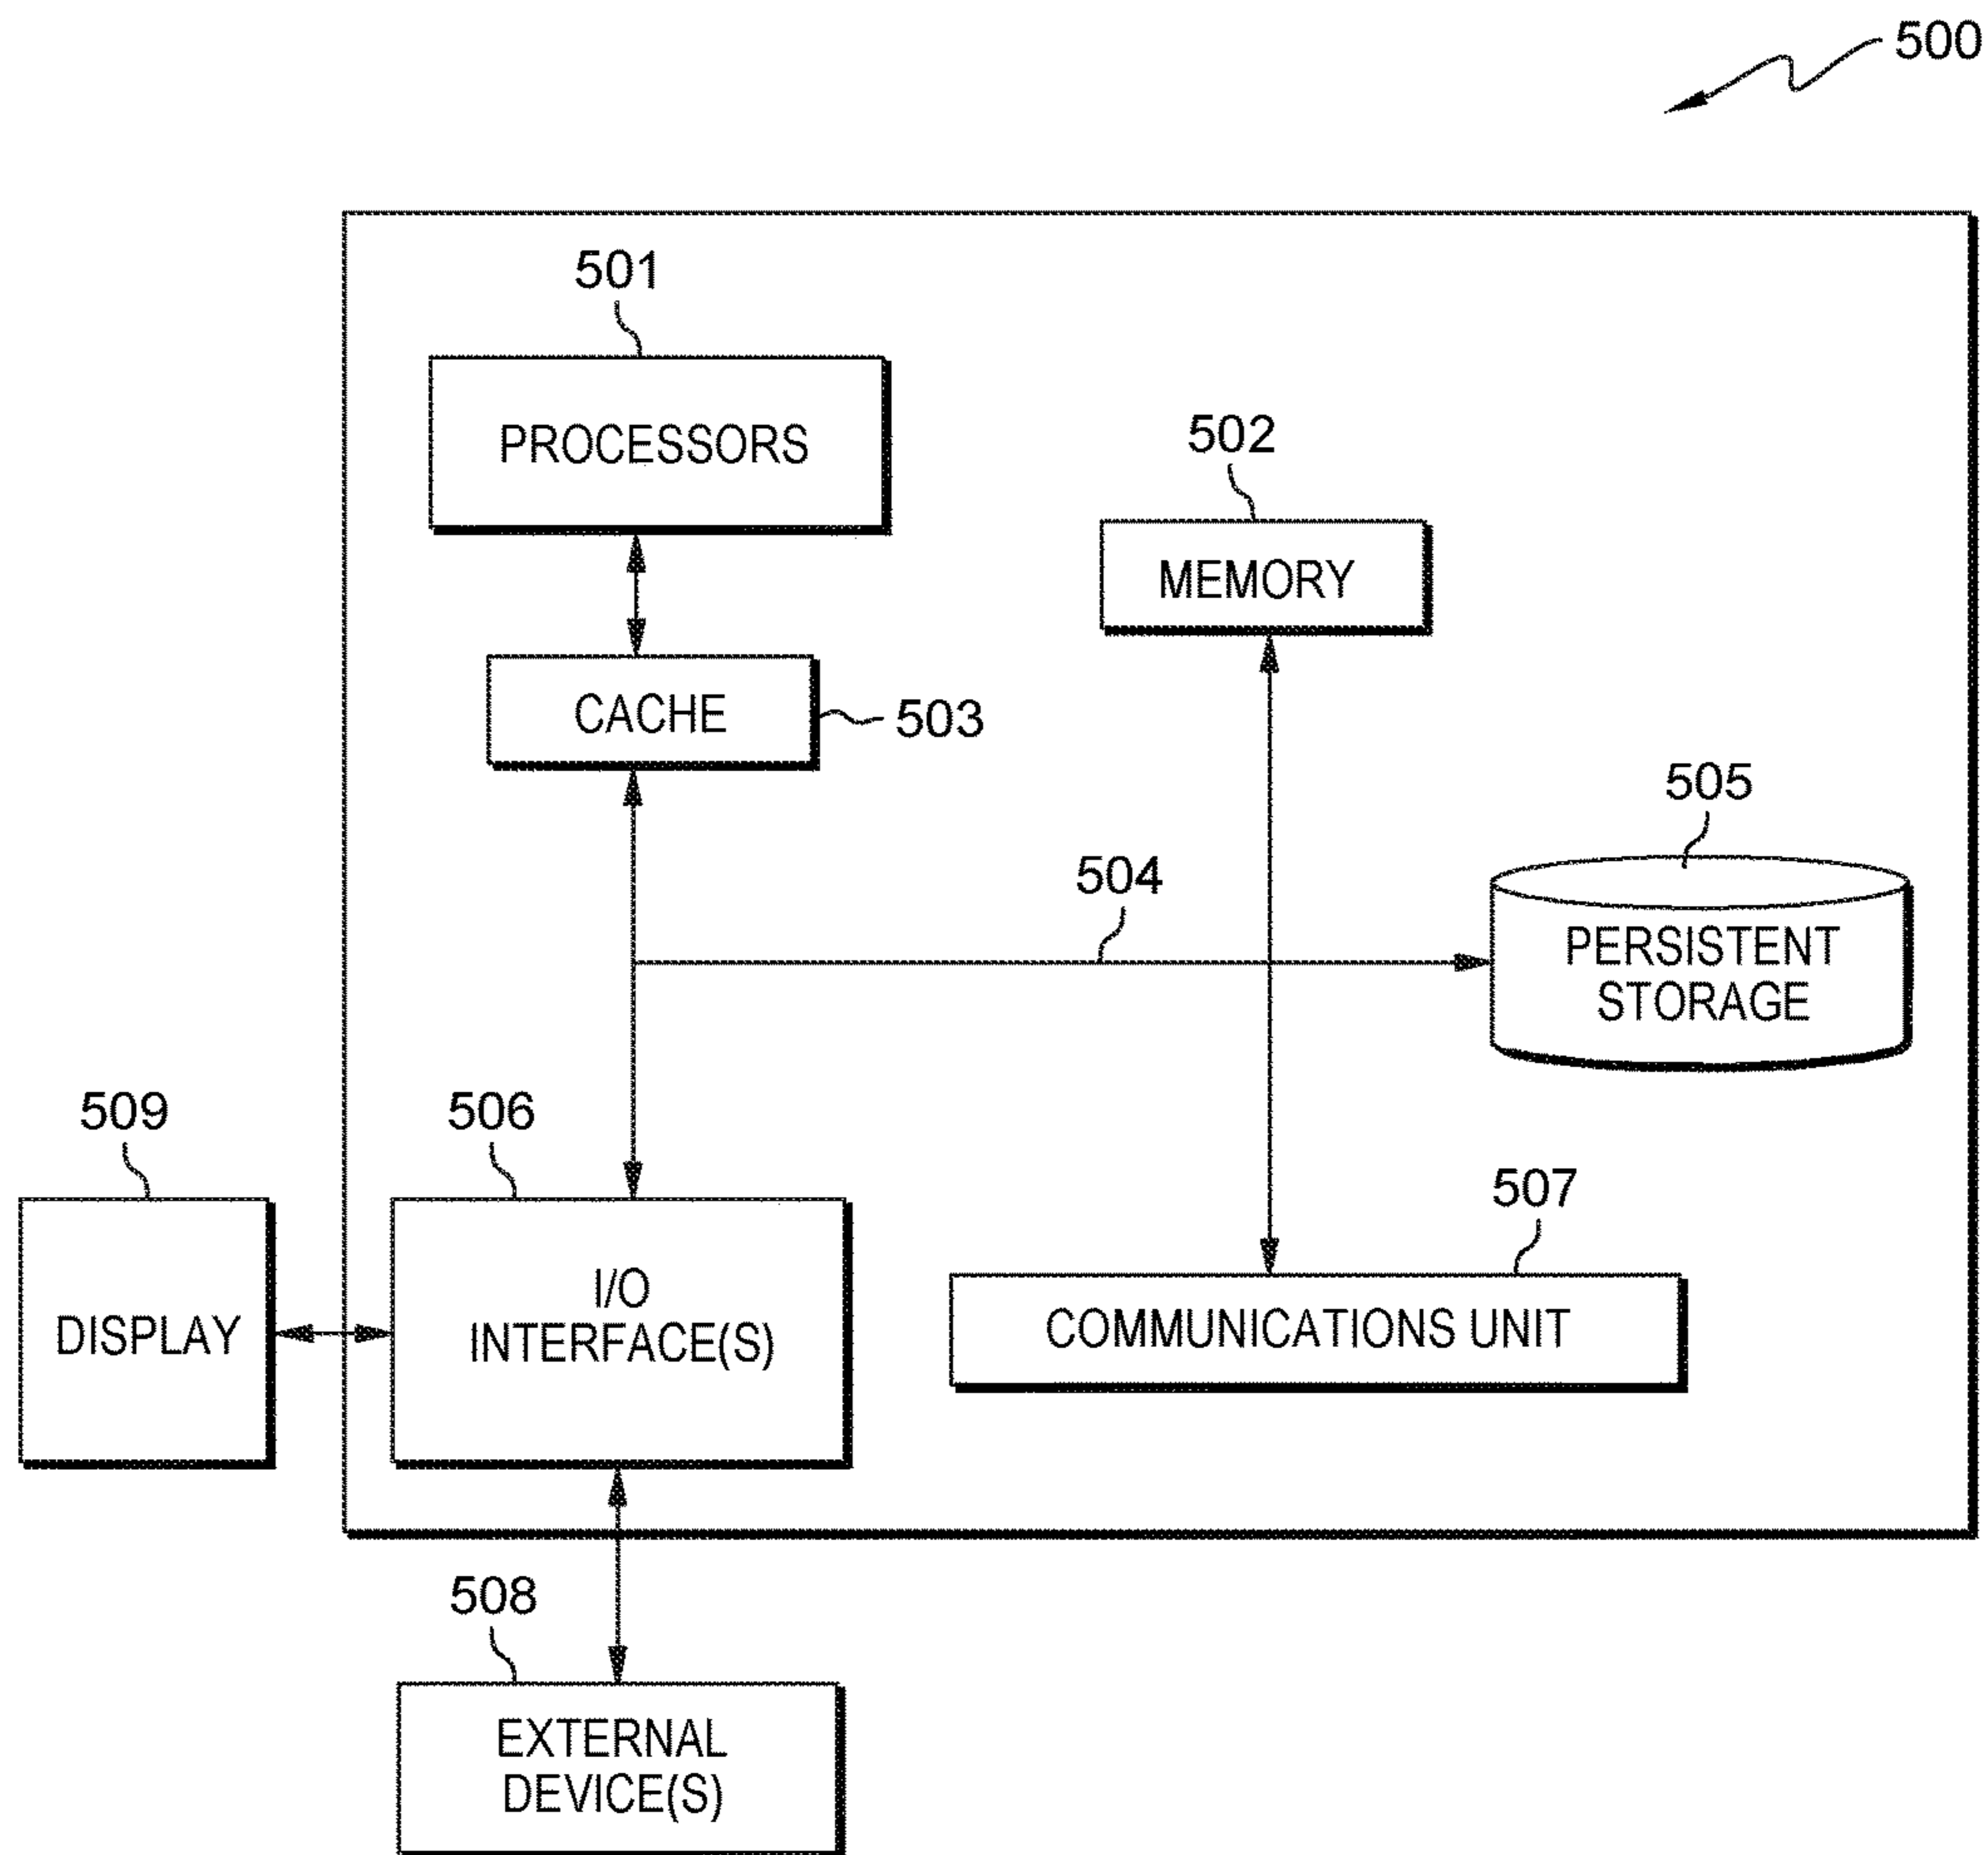 500
501
PROCESSORS
502
MEMORY
CACHE
503
505
504
PERSISTENT
STORAGE
509
506
507
DISPLAY
I/O
INTERFACE(S)
COMMUNICATIONS UNIT
508
EXTERNAL
DEVICE(S)